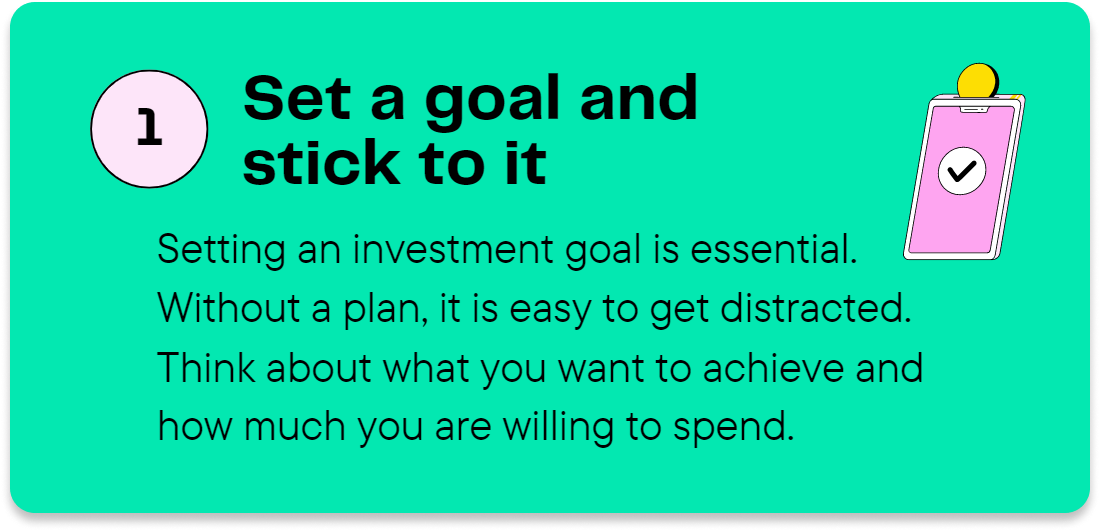 1
Set a goal and
stick to it
Setting an investment goal is essential.
Without a plan, it is easy to get distracted.
Think about what you want to achieve and
how much you are willing to spend.